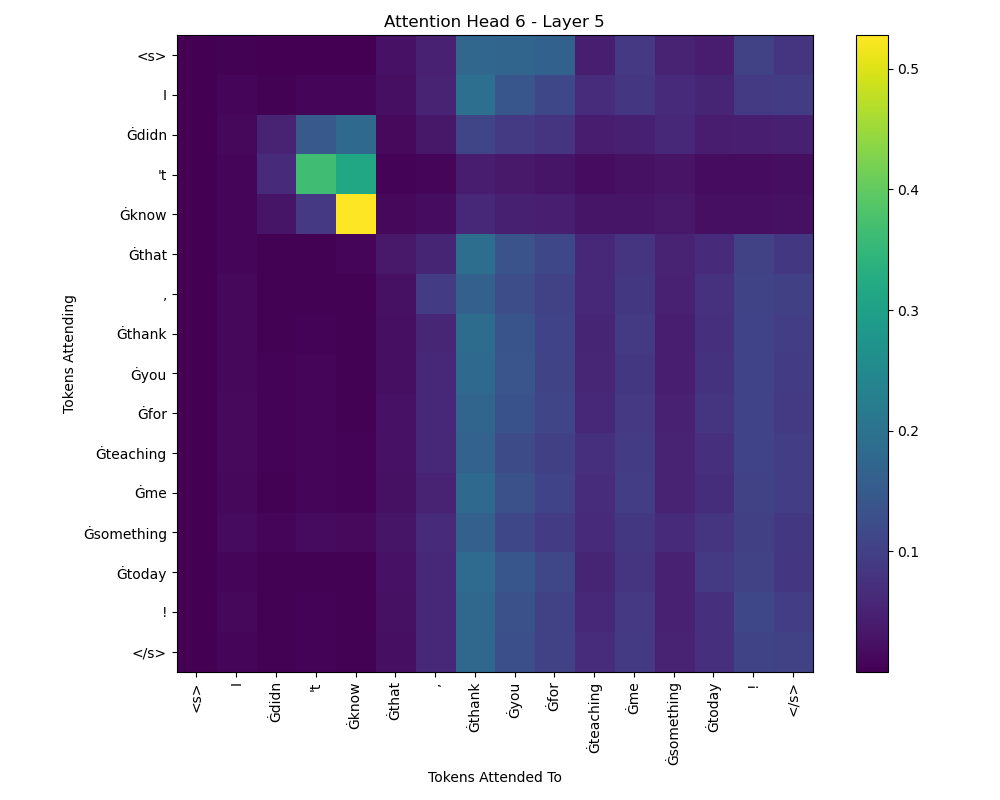 Attention Head 6 - Layer 5
<s>
I
Ġdidn
't
Ġknow
Ġthat
,
Ġthank
Ġyou
Ġfor
Ġteaching
Ġme
Ġsomething
Ġtoday
!
</s>
Tokens Attending
<s>
I
Ġdidn
't
Ġknow
Ġthat
,
Ġthank
Ġyou
Ġfor
Ġteaching
Ġme
Ġsomething
Ġtoday
!
</s>
Tokens Attended To
0.5
0.4
0.3
0.2
0.1